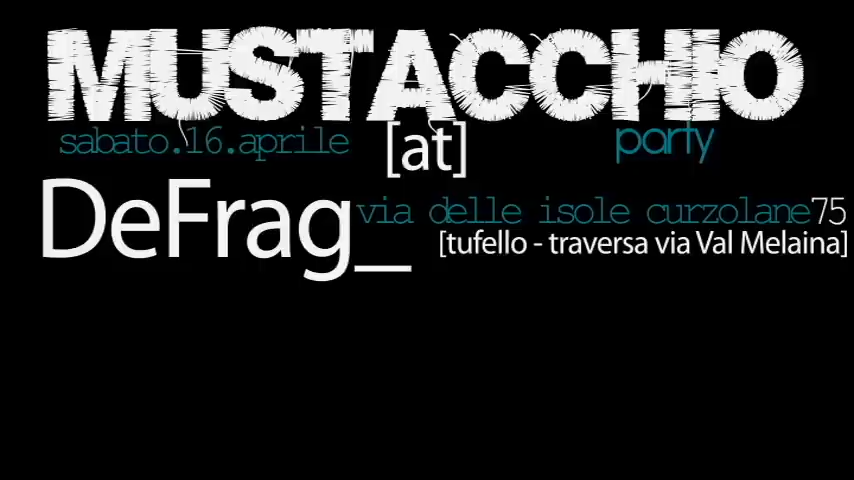 MUSTACCHIO
sabato.16.aprile
[at]
party
DeFrag_
via delle isole curzolane75
[tufello - traversa via Val Melaina]